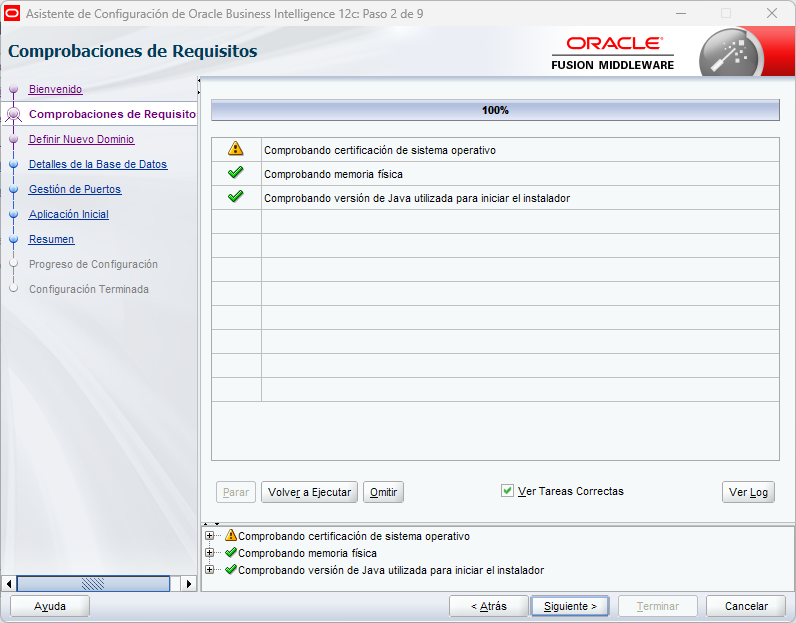 Asistente de Configuración de Oracle Business Intelligence 12c: Paso 2 de 9
Comprobaciones de Requisitos
ORACLE
FUSION MIDDLEWARE
Bienvenido
Comprobaciones de Requisito
Definir Nuevo Dominio
Detalles de la Base de Datos
Gestión de Puertos
Aplicación Inicial
Resumen
Progreso de Configuración
Configuración Terminada
100%
Comprobando certificación de sistema operativo
Comprobando memoria física
Comprobando versión de Java utilizada para iniciar el instalador
Parar
Volver a Ejecutar
Omitir
Ver Tareas Correctas
Ver Log
Comprobando certificación de sistema operativo
Comprobando memoria física
Comprobando versión de Java utilizada para iniciar el instalador
Ayuda
< Atrás
Siguiente >
Terminar
Cancelar